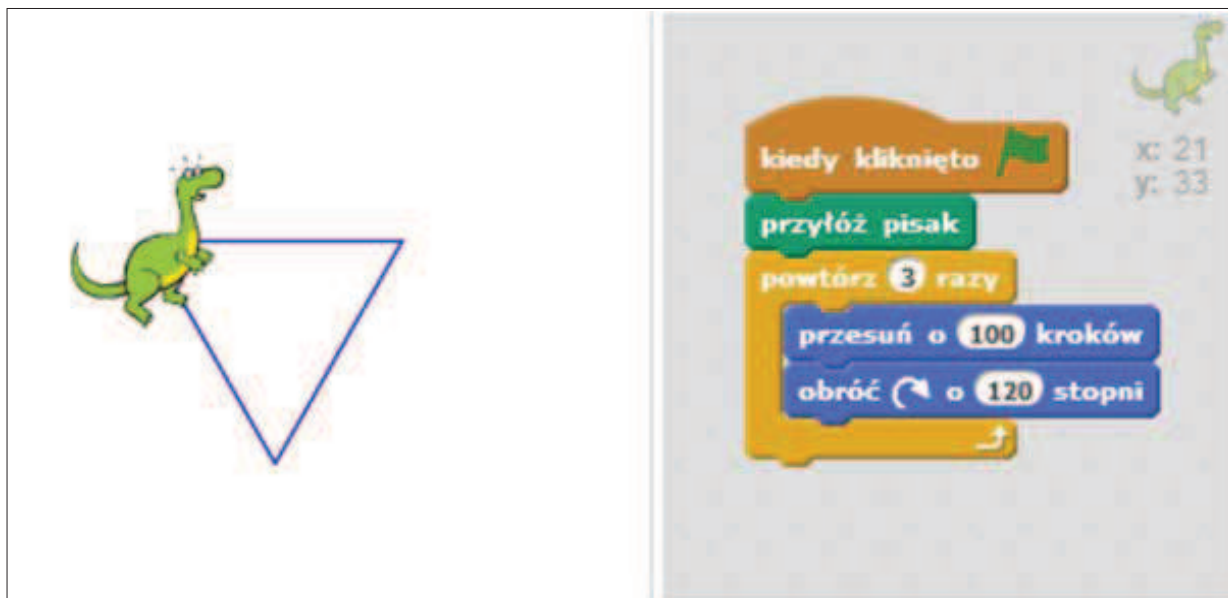 kiedy kliknięto
x: 21
y: 33
przyłóż pisak
powtórz 3 razy
przesuń o 100 kroków
obróć o 120 stopni